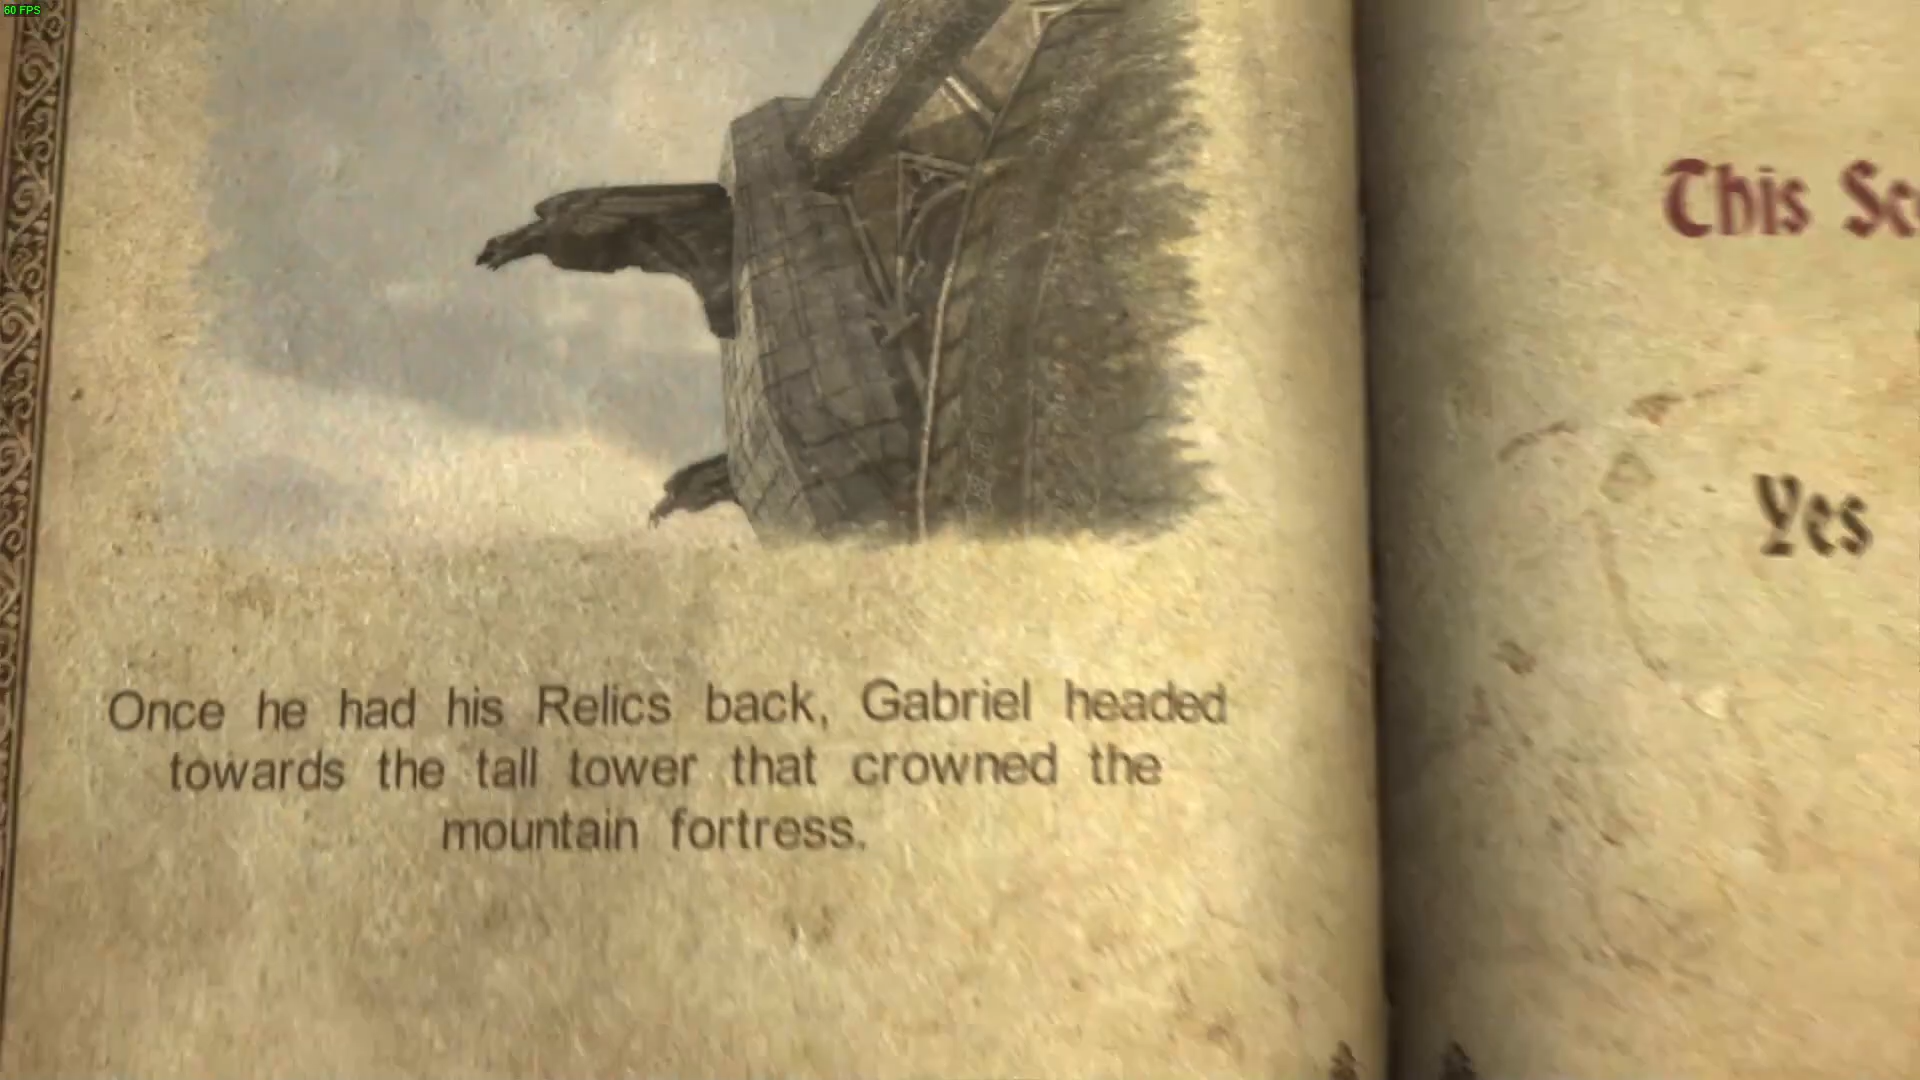 60 FPS
Once he had his Relics back, Gabriel headed
towards the tall tower that crowned the
mountain fortress.
This
Yes